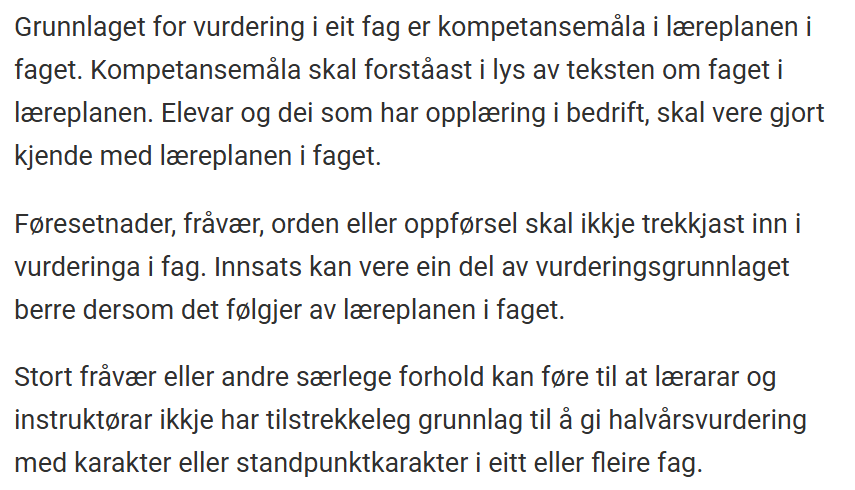 Grunnlaget for vurdering i eit fag er kompetansemåla i læreplanen i
faget. Kompetansemåla skal forståast i lys av teksten om faget i
læreplanen. Elevar og dei som har opplæring i bedrift, skal vere gjort
kjende med læreplanen i faget.
Føresetnader, fråvær, orden eller oppførsel skal ikkje trekkjast inn i
vurderinga i fag. Innsats kan vere ein del av vurderingsgrunnlaget
berre dersom det følgjer av læreplanen i faget.
Stort fråvær eller andre særlege forhold kan føre til at lærarar og
instruktørar ikkje har tilstrekkeleg grunnlag til å gi halvårsvurdering
med karakter eller standpunktkarakter i eitt eller fleire fag.